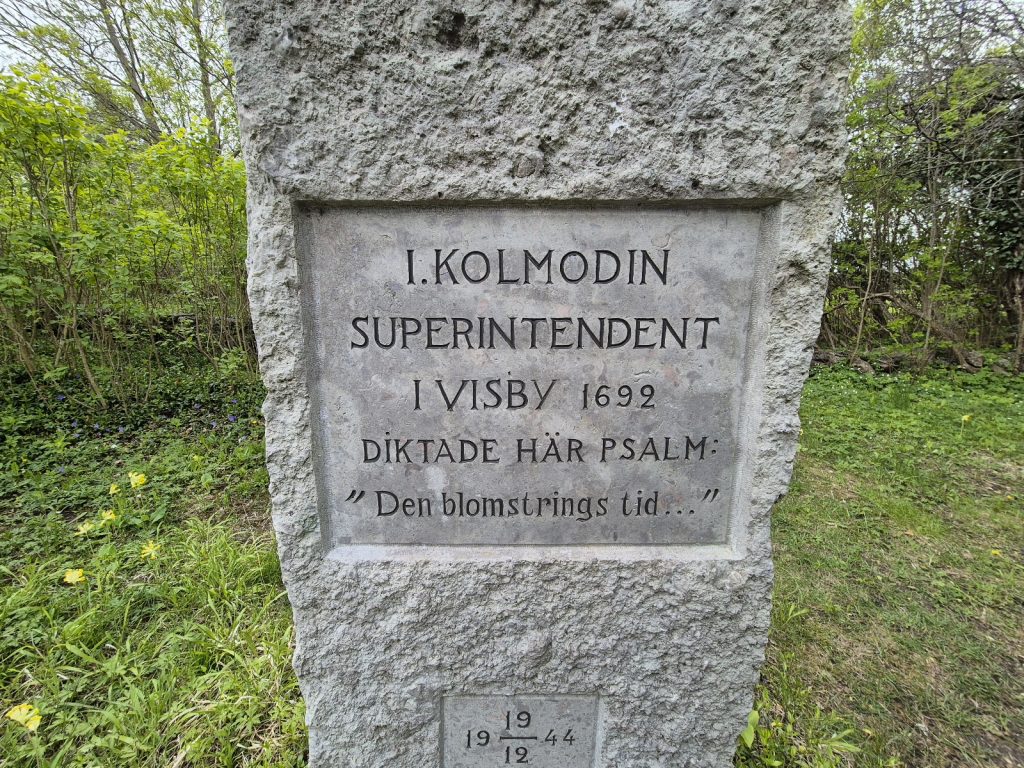 I. KOLMODIN
SUPERINTENDENT
I VISBY 1692
DIKTADE HÄR PSALM:
"Den blomstrings tid..."
19 19/12 44